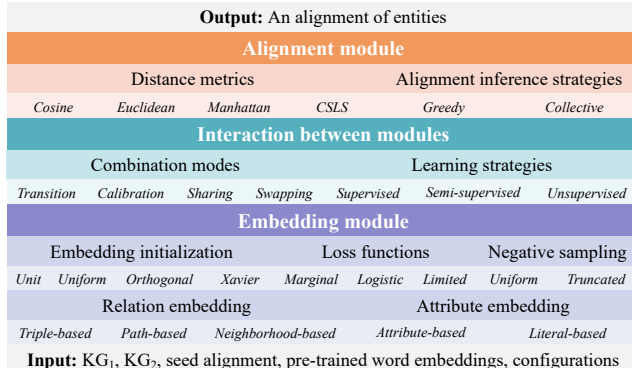 Output: An alignment of entities
Alignment module
Distance metrics Alignment inference strategies
Cosine Euclidean Manhattan CSLS Greedy Collective
Interaction between modules
Combination modes Learning strategies
Transition Calibration Sharing Swapping Supervised Semi-supervised Unsupervised
Embedding module
Embedding initialization Loss functions Negative sampling
Unit Uniform Orthogonal Xavier Marginal Logistic Limited Uniform Truncated
Relation embedding Attribute embedding
Triple-based Path-based Neighborhood-based Attribute-based Literal-based
Input: KG₁, KG₂, seed alignment, pre-trained word embeddings, configurations